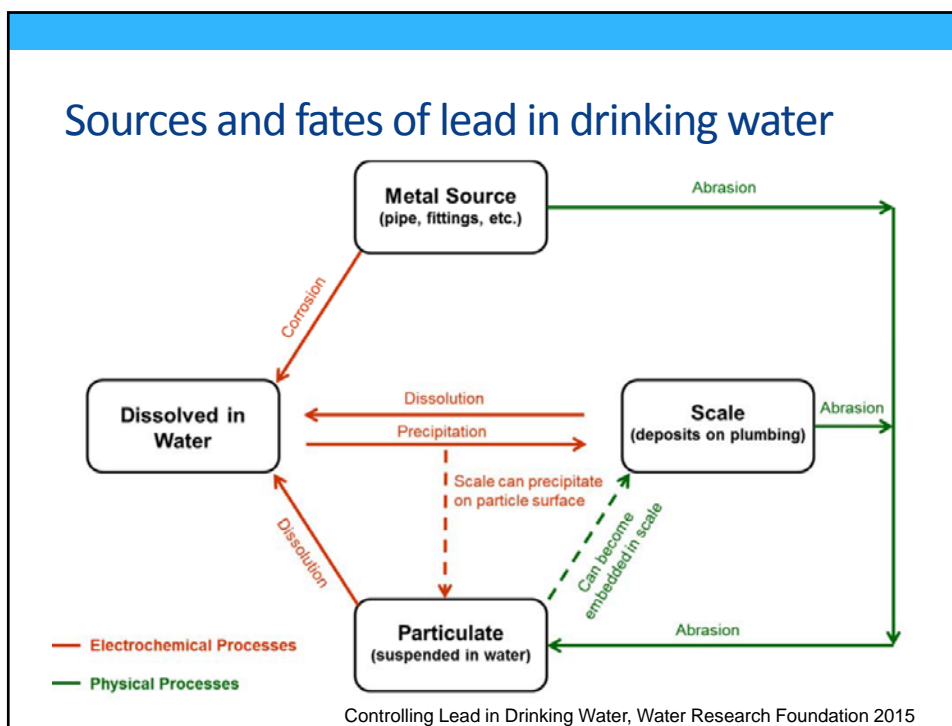 Sources and fates of lead in drinking water
Metal Source
(pipe, fittings, etc.)
Abrasion
Corrosion
Dissolved in
Water
Dissolution
Precipitation
Scale
(deposits on plumbing)
Abrasion
Scale can precipitate
on particle surface
Dissolution
Can become
embedded in scale
Particulate
(suspended in water)
Abrasion
Electrochemical Processes
Physical Processes
Controlling Lead in Drinking Water, Water Research Foundation 2015